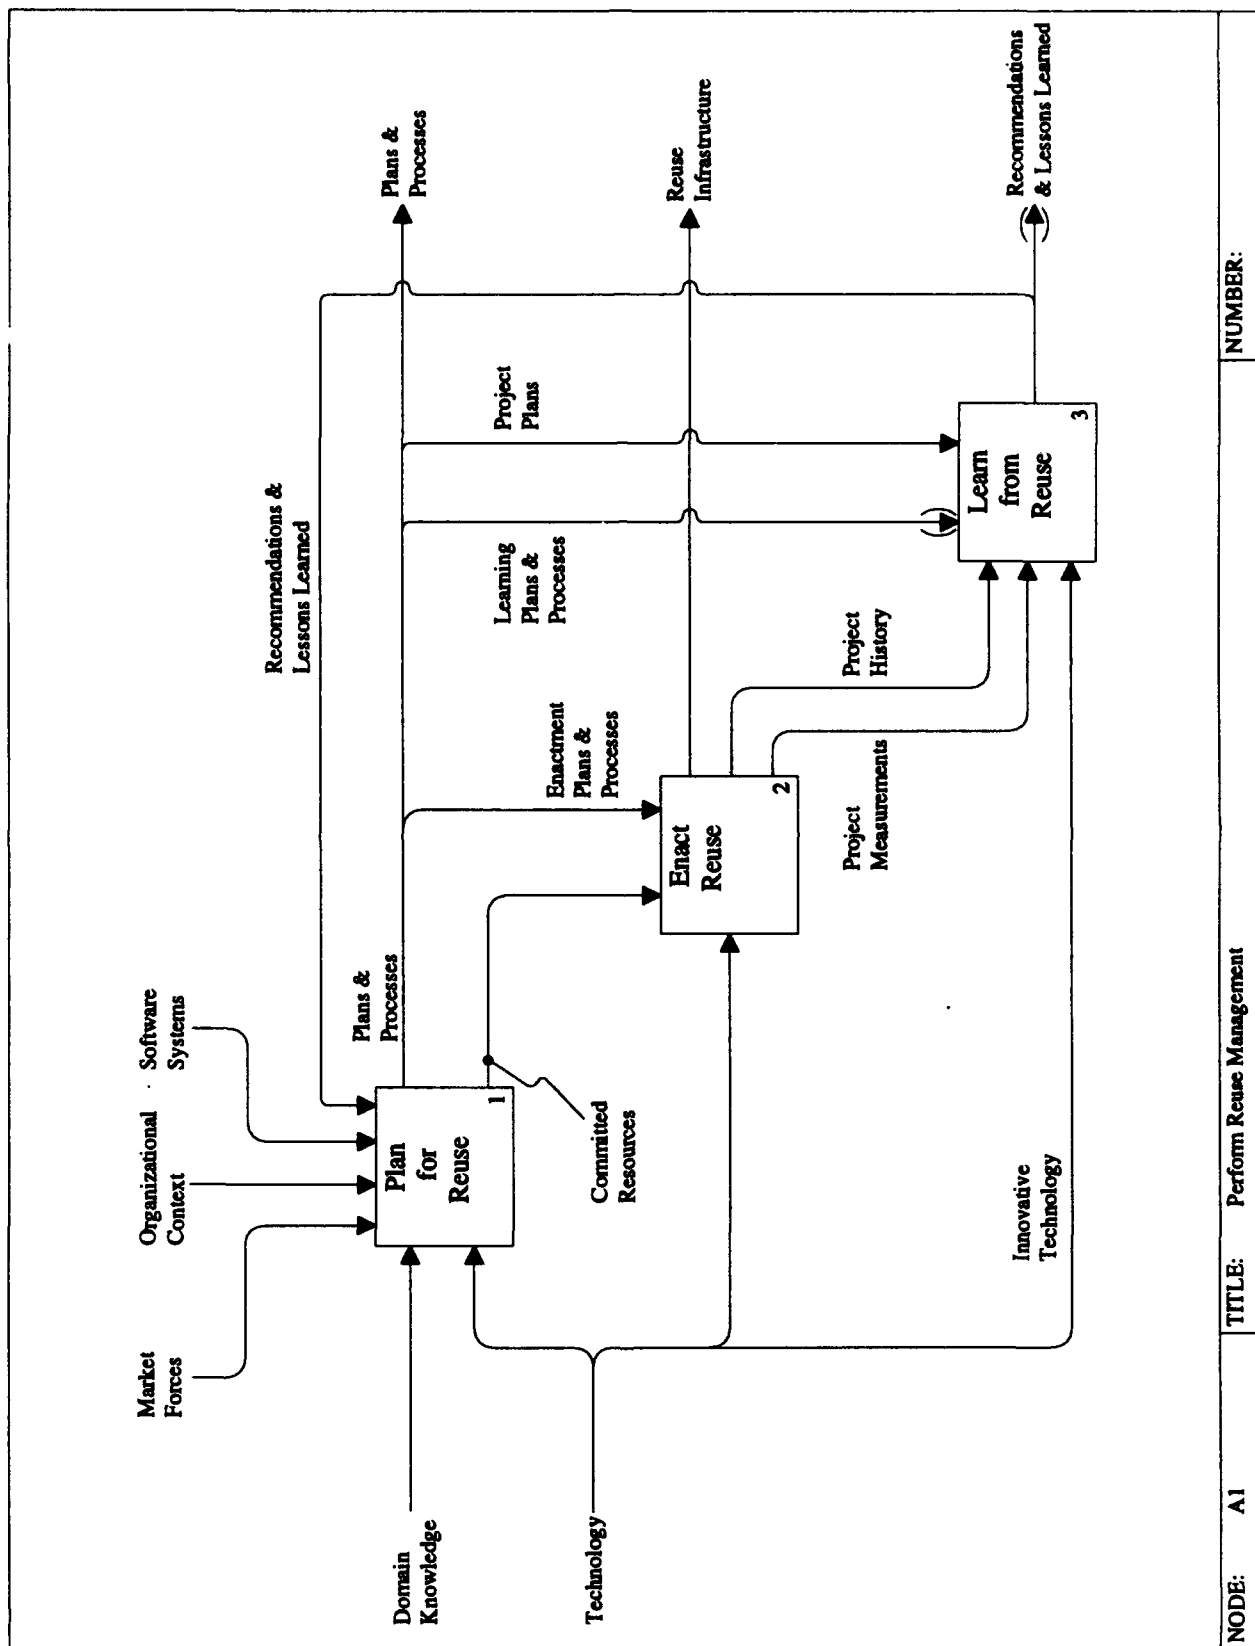 Market
Forces
Organizational
Context
Software
Systems
Recommendations &
Lessons Learned
Domain
Knowledge
Technology
Plan
for
Reuse
1
Plans &
Processes
Plans &
Processes
Committed
Resources
Enactment
Plans &
Processes
Learning
Plans &
Processes
Project
Plans
Enact
Reuse
2
Reuse
Infrastructure
Project
History
Project
Measurements
Innovative
Technology
Learn
from
Reuse
3
Recommendations
& Lessons Learned
NODE: A1
TITLE: Perform Reuse Management
NUMBER: